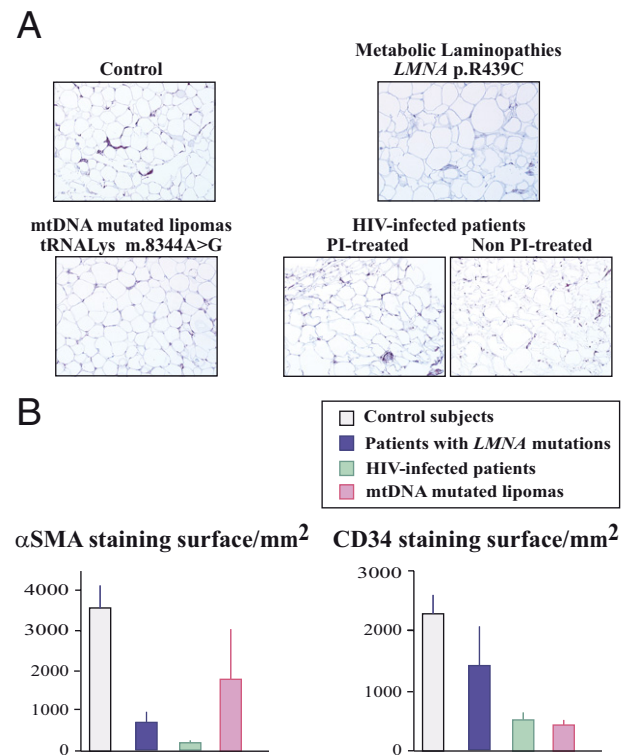 A
Control
Metabolic Laminopathies
LMNA p.R439C
mtDNA mutated lipomas
tRNALys m.8344A>G
HIV-infected patients
PI-treated Non PI-treated
B
Control subjects
Patients with LMNA mutations
HIV-infected patients
mtDNA mutated lipomas
αSMA staining surface/mm2
4000
3000
2000
1000
0
CD34 staining surface/mm2
3000
2000
1000
0